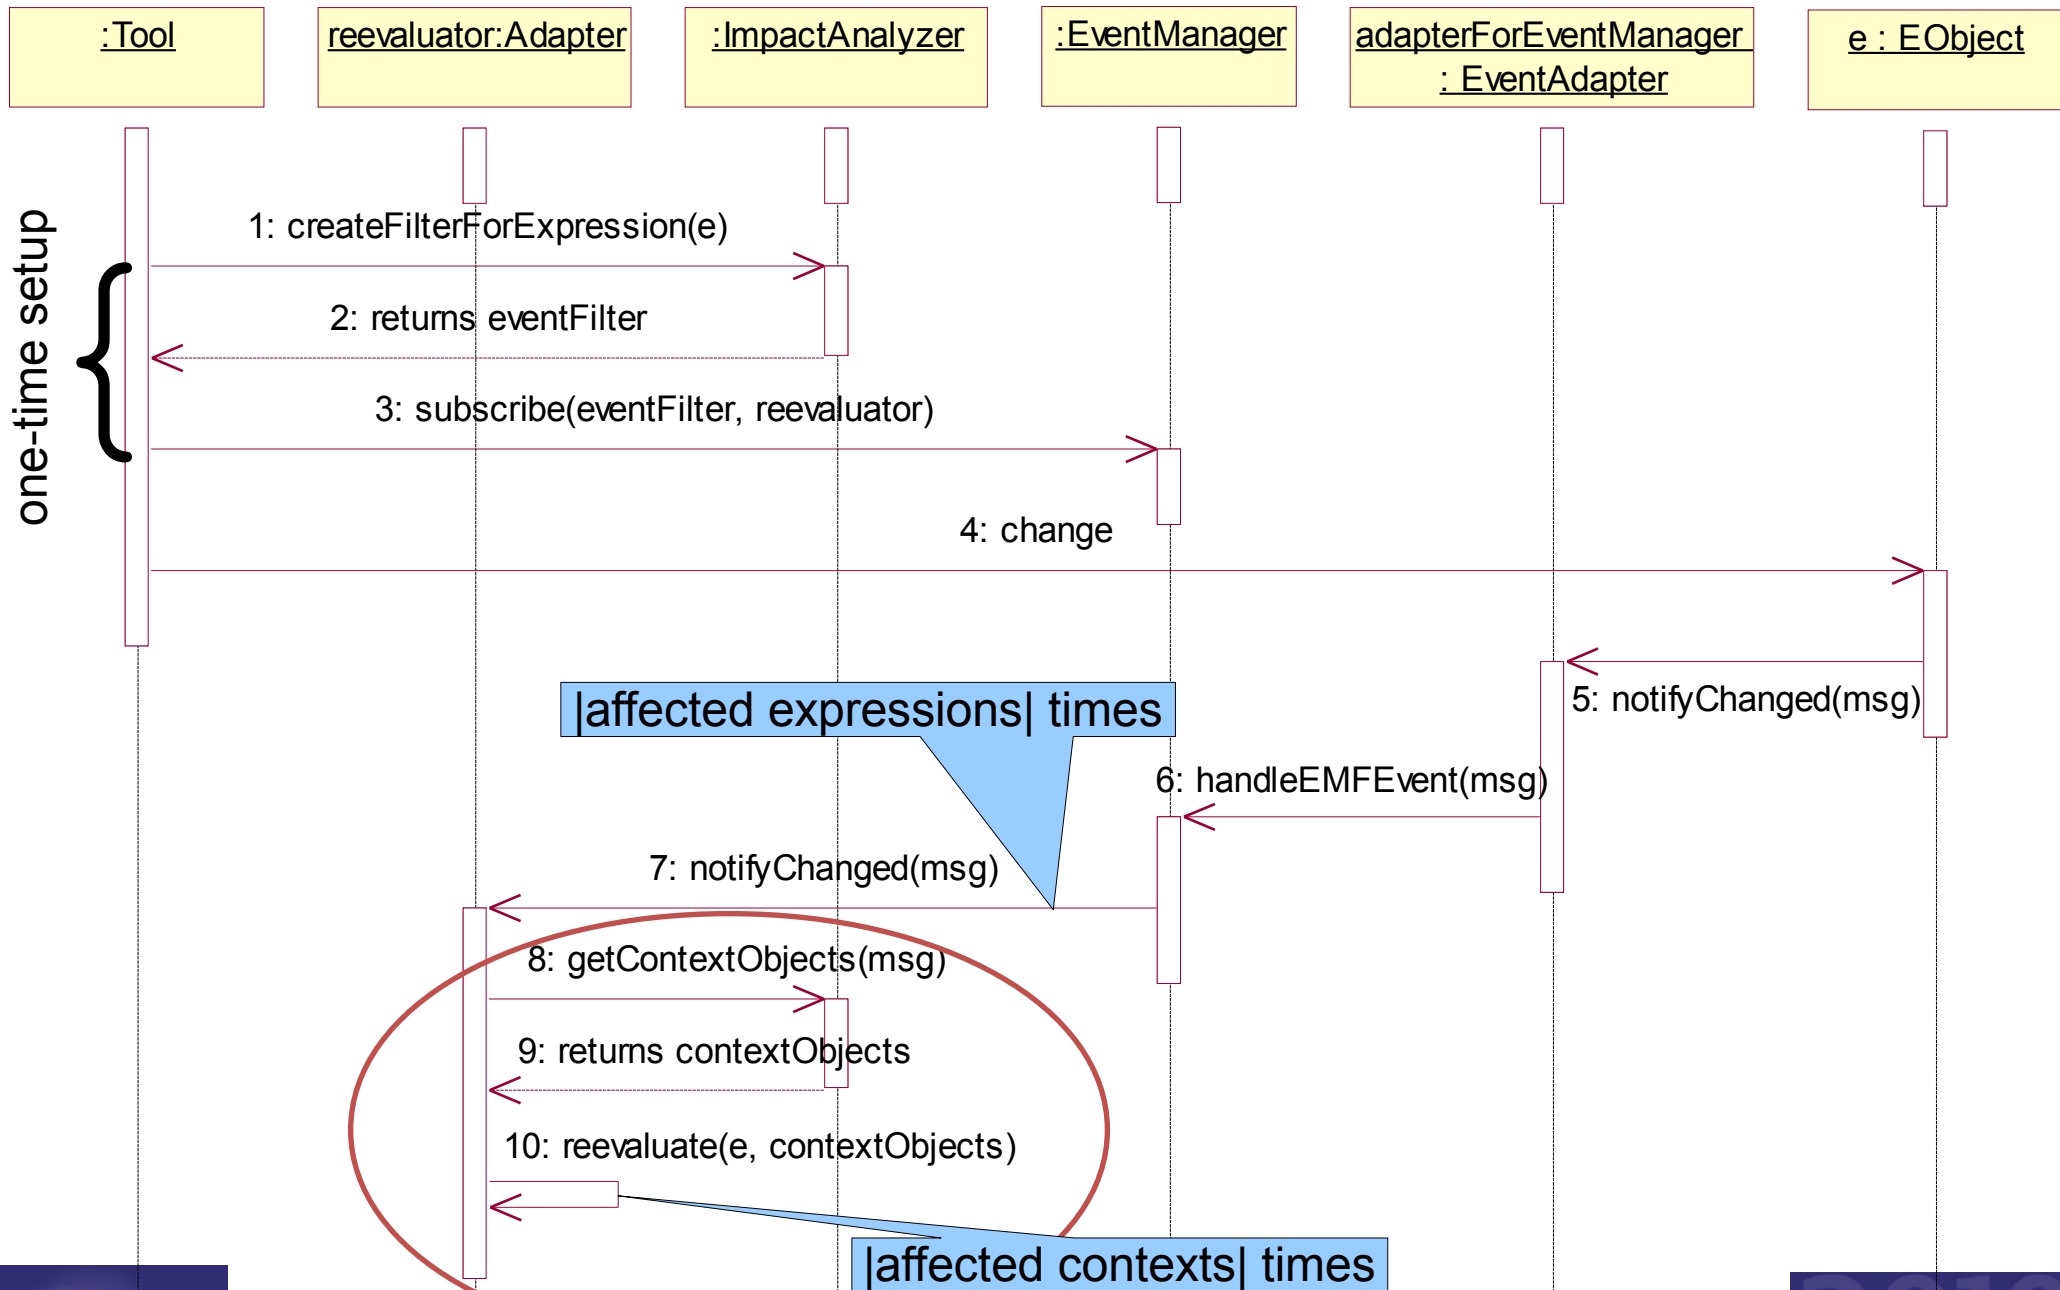 :Tool
reevaluator:Adapter
:ImpactAnalyzer
:EventManager
adapterForEventManager
: EventAdapter
e : EObject
one-time setup
1: createFilterForExpression(e)
2: returns eventFilter
3: subscribe(eventFilter, reevaluator)
4: change
5: notifyChanged(msg)
|affected expressions| times
6: handleEMFEvent(msg)
7: notifyChanged(msg)
8: getContextObjects(msg)
9: returns contextObjects
10: reevaluate(e, contextObjects)
|affected contexts| times